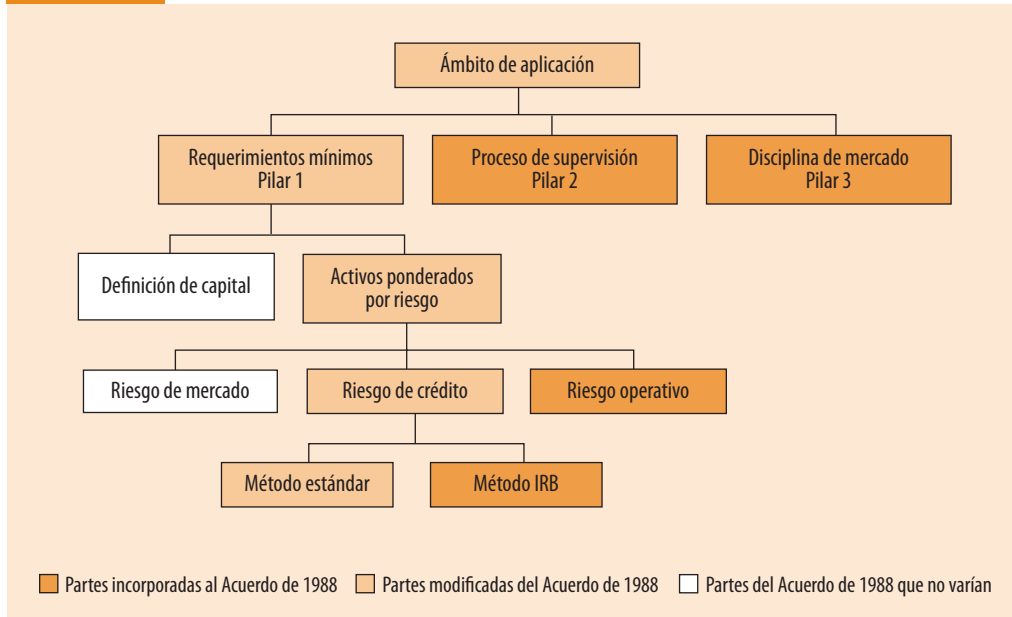 Ámbito de aplicación
Requerimientos mínimos
Pilar 1
Proceso de supervisión
Pilar 2
Disciplina de mercado
Pilar 3
Definición de capital
Activos ponderados
por riesgo
Riesgo de mercado
Riesgo de crédito
Riesgo operativo
Método estándar
Método IRB
Partes incorporadas al Acuerdo de 1988
Partes modificadas del Acuerdo de 1988
Partes del Acuerdo de 1988 que no varían